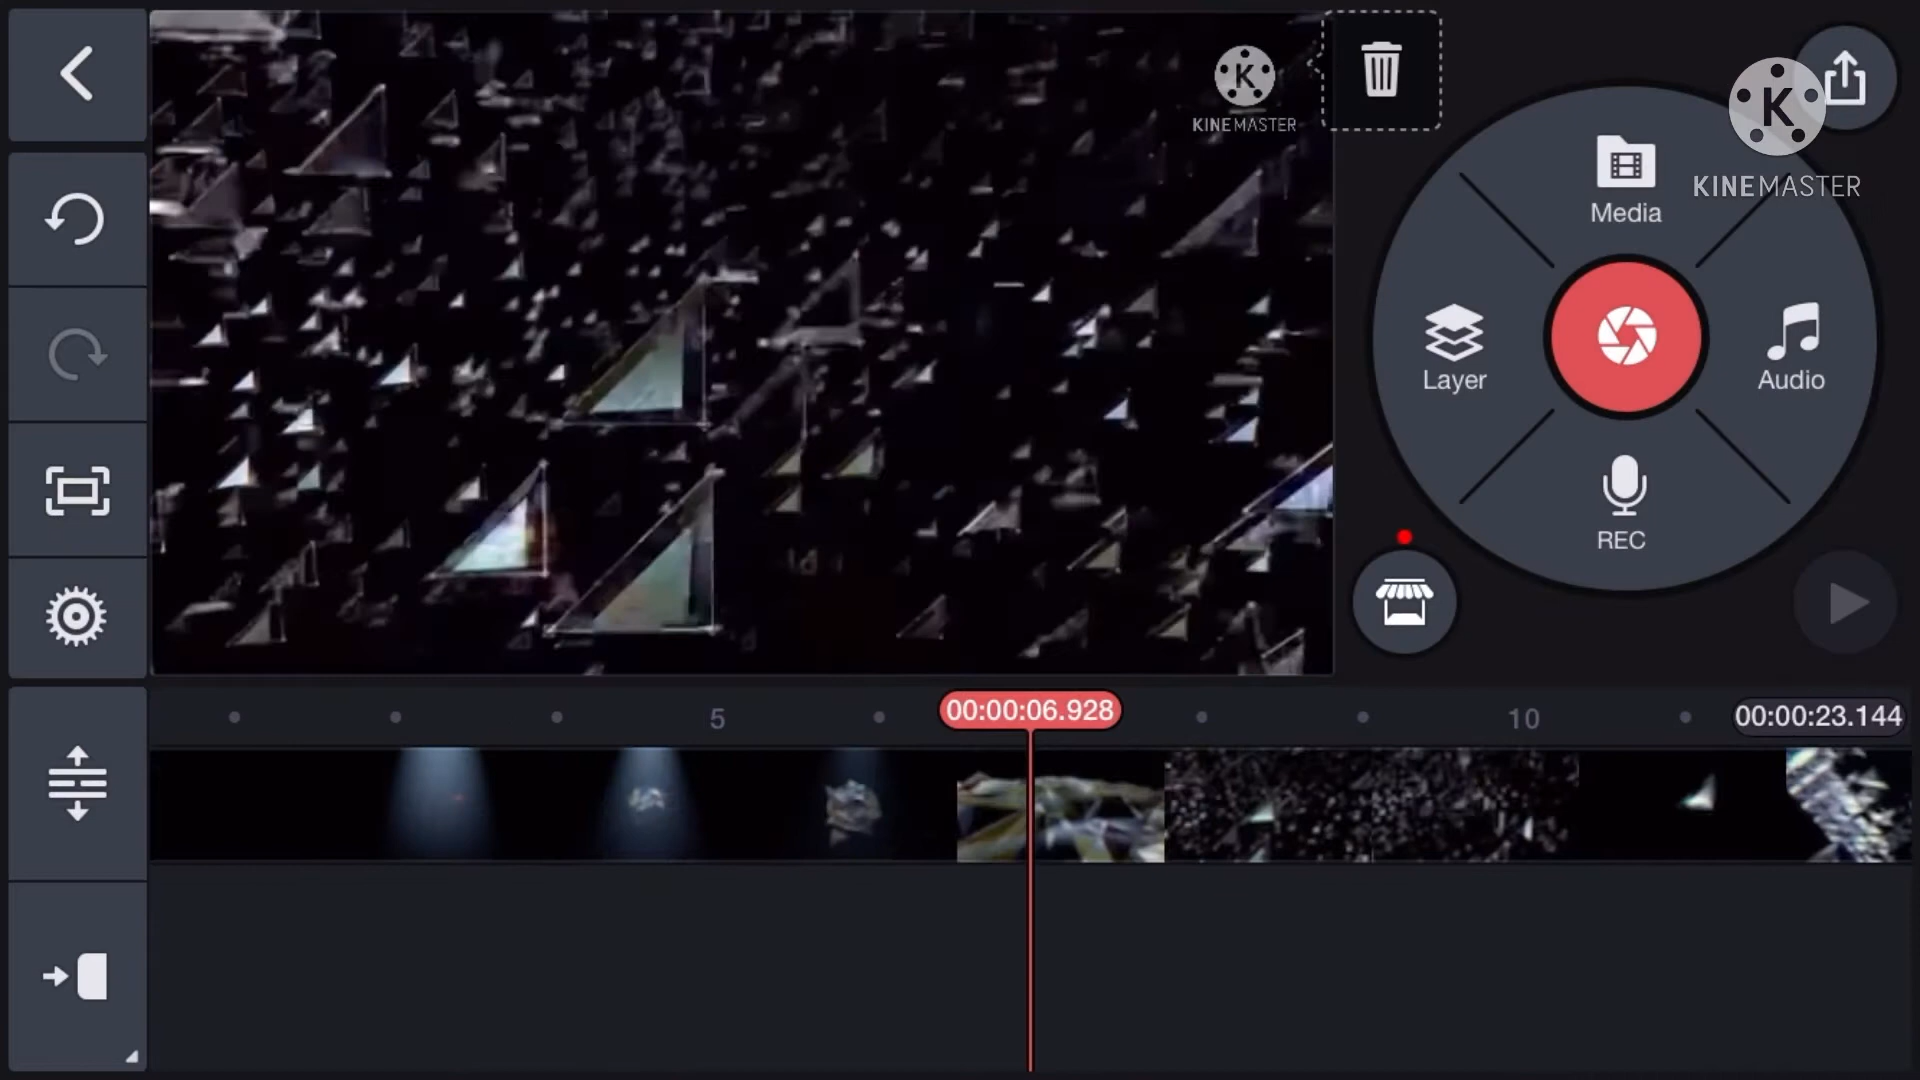 K
KINEMASTER
K
KINEMASTER
Media
Layer
Audio
REC
5
00:00:06.928
10
00:00:23.144